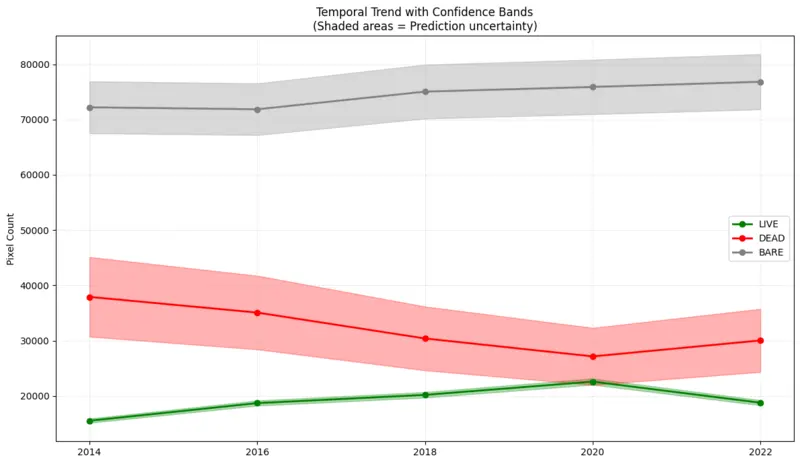 Temporal Trend with Confidence Bands
(Shaded areas = Prediction uncertainty)
Pixel Count
80000
70000
60000
50000
40000
30000
20000
LIVE
DEAD
BARE
2014
2016
2018
2020
2022